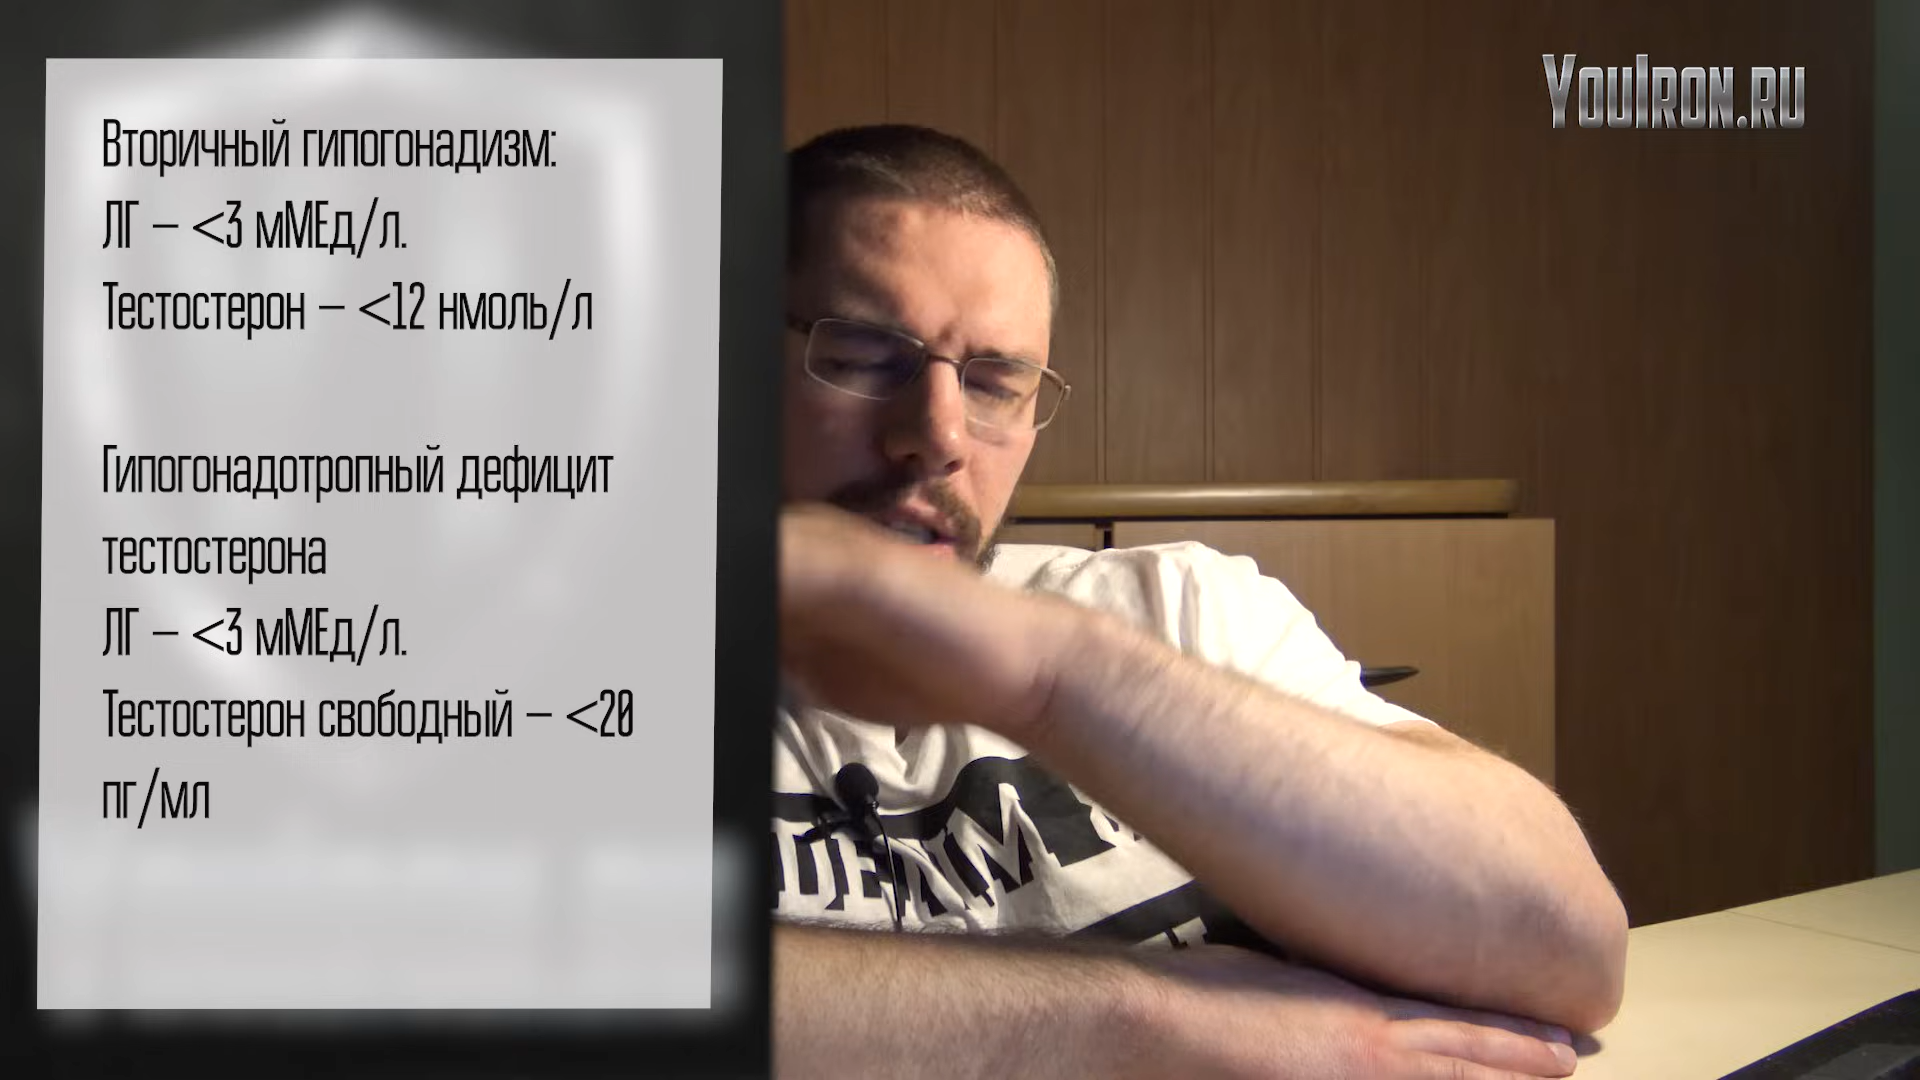 Вторичный гипогонадизм:
ЛГ – <3 мМЕд/л.
Тестостерон – <12 нмоль/л
Гипогонадотропный дефицит
тестостерона
ЛГ – <3 мМЕд/л.
Тестостерон свободный – <20
пг/мл
YouIron.ru
DENIM